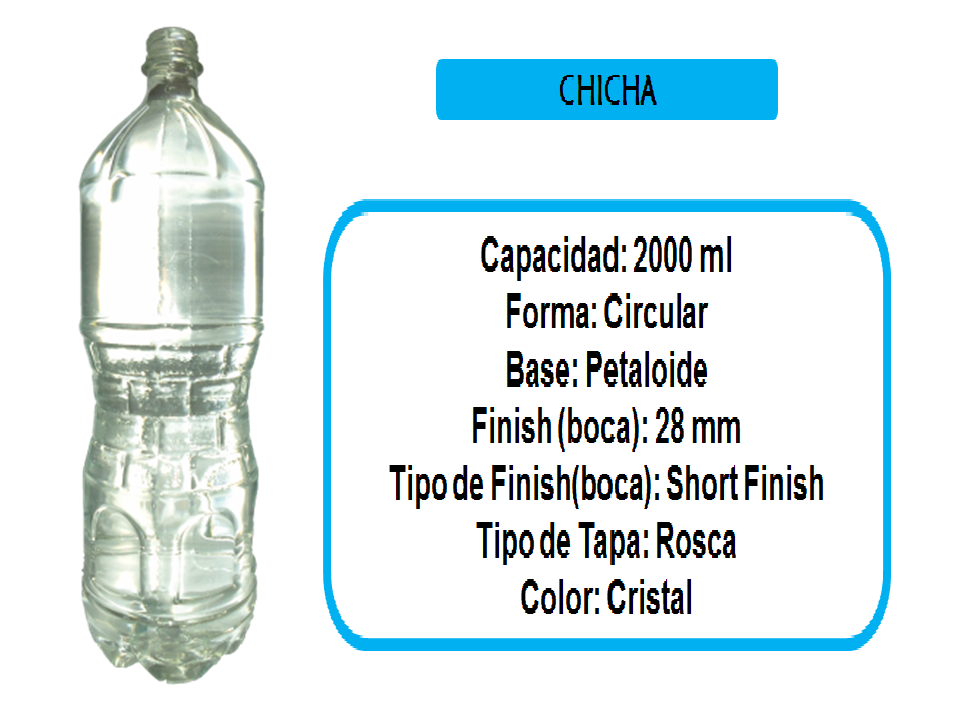 CHICHA
Capacidad: 2000 ml
Forma: Circular
Base: Petaloide
Finish (boca): 28 mm
Tipo de Finish(boca): Short Finish
Tipo de Tapa: Rosca
Color: Cristal